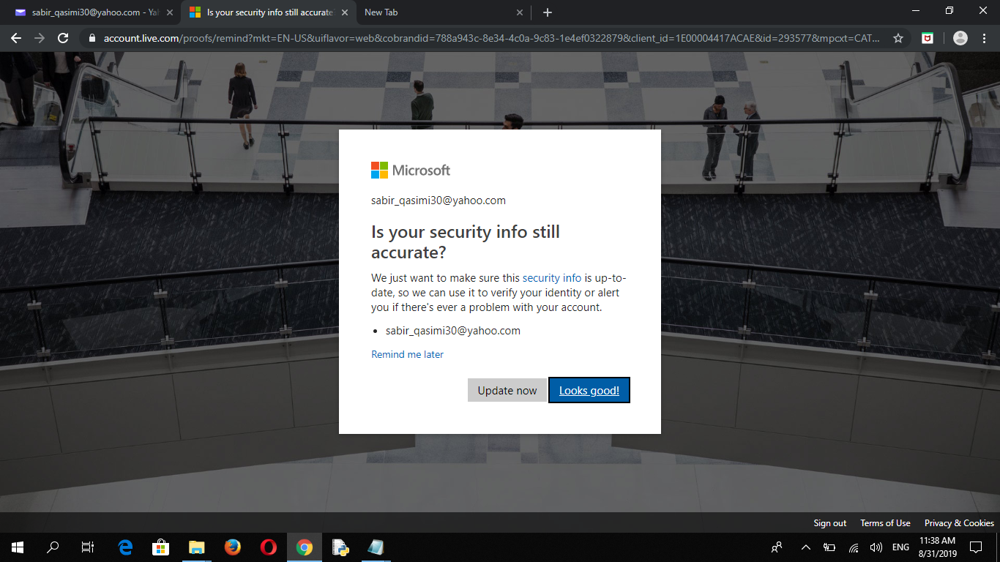 sabir_qasimi30@yahoo.com - Yah
Is your security info still accurate?
New Tab
account.live.com/proofs/remind?mkt=EN-US&uiflavor=web&cobrandid=788a943c-8e34-4c0a-9c83-1e4ef0322879&client_id=1E00004417ACAE&id=293577&mpcxt=CAT...
Microsoft
sabir_qasimi30@yahoo.com
Is your security info still
accurate?
We just want to make sure this security info is up-to-
date, so we can use it to verify your identity or alert
you if there's ever a problem with your account.
• sabir_qasimi30@yahoo.com
Remind me later
Update now
Looks good!
Sign out Terms of Use Privacy & Cookies
ENG
11:38 AM
8/31/2019